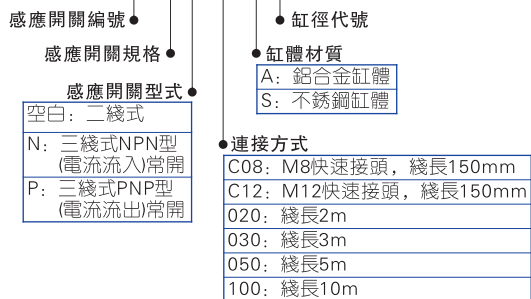 感應開關編號
缸徑代號
感應開關規格
缸體材質
A：鋁合金缸體
S：不銹鋼缸體
感應開關型式
空白：二綫式
N：三綫式NPN型
(電流流入)常開
P：三綫式PNP型
(電流流出)常開
連接方式
C08：M8快速接頭，綫長150mm
C12：M12快速接頭，綫長150mm
020：綫長2m
030：綫長3m
050：綫長5m
100：綫長10m